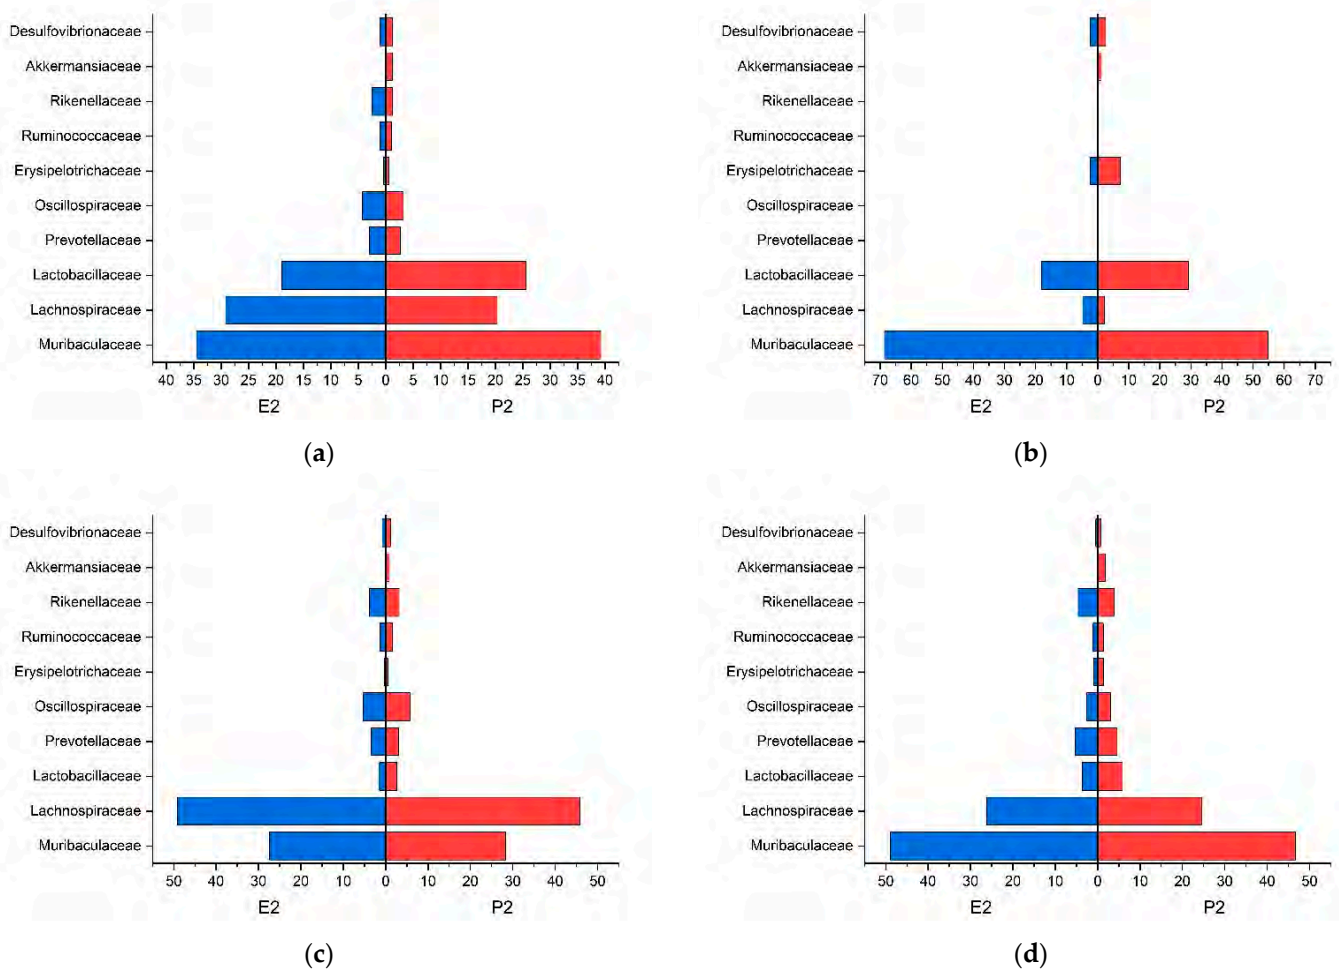 Desulfovibrionaceae
Akkermansiaceae
Rikenellaceae
Ruminococcaceae
Erysipelotrichaceae
Oscillospiraceae
Prevotellaceae
Lactobacillaceae
Lachnospiraceae
Muribaculaceae
40 35 30 25 20 15 10 5 0 5 10 15 20 25 30 35 40
E2 P2
(a)
Desulfovibrionaceae
Akkermansiaceae
Rikenellaceae
Ruminococcaceae
Erysipelotrichaceae
Oscillospiraceae
Prevotellaceae
Lactobacillaceae
Lachnospiraceae
Muribaculaceae
70 60 50 40 30 20 10 0 10 20 30 40 50 60 70
E2 P2
(b)
Desulfovibrionaceae
Akkermansiaceae
Rikenellaceae
Ruminococcaceae
Erysipelotrichaceae
Oscillospiraceae
Prevotellaceae
Lactobacillaceae
Lachnospiraceae
Muribaculaceae
50 40 30 20 10 0 10 20 30 40 50
E2 P2
(c)
Desulfovibrionaceae
Akkermansiaceae
Rikenellaceae
Ruminococcaceae
Erysipelotrichaceae
Oscillospiraceae
Prevotellaceae
Lactobacillaceae
Lachnospiraceae
Muribaculaceae
50 40 30 20 10 0 10 20 30 40 50
E2 P2
(d)